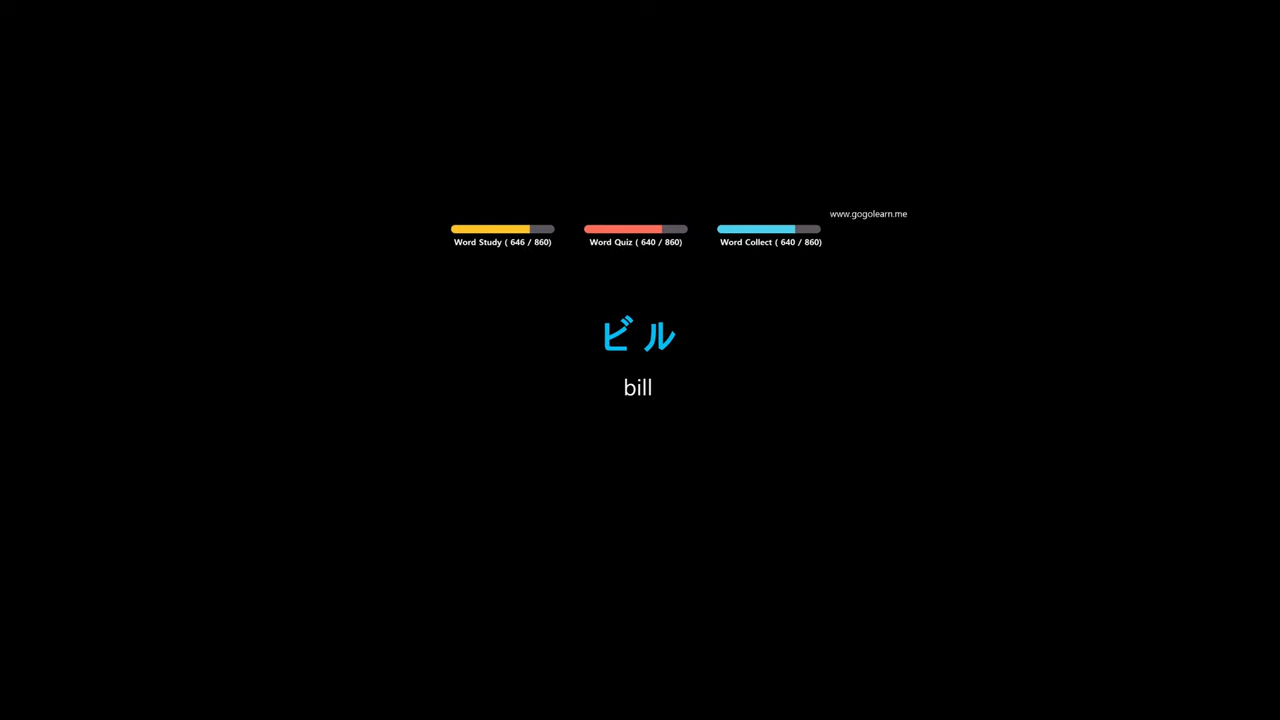 www.gogolearn.me
Word Study ( 646 / 860)
Word Quiz ( 640 / 860)
Word Collect ( 640 / 860)
ビル
bill